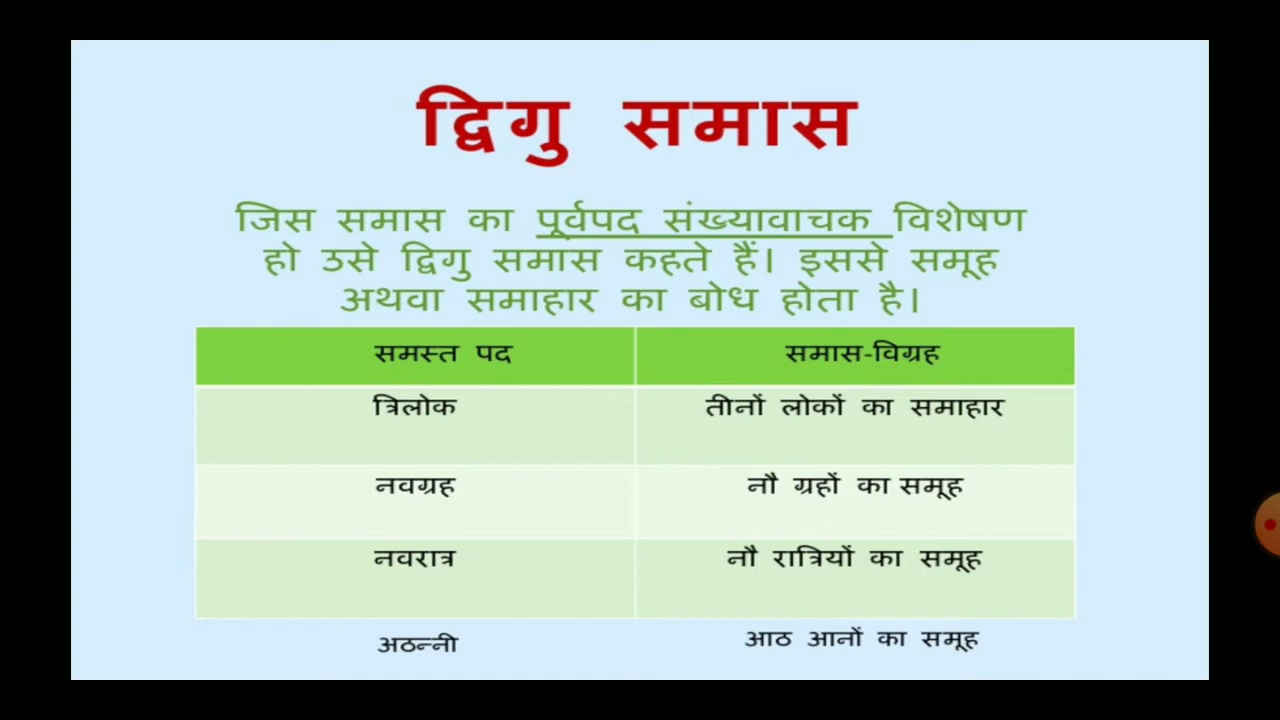 द्विगु समास
जिस समास का पूर्वपद संख्यावाचक विशेषण
हो उसे द्विगु समास कहते हैं। इससे समूह
अथवा समाहार का बोध होता है।
समस्त पद समास-विग्रह
त्रिलोक तीनों लोकों का समाहार
नवग्रह नौ ग्रहों का समूह
नवरात्र नौ रात्रियों का समूह
अठन्नी आठ आनों का समूह